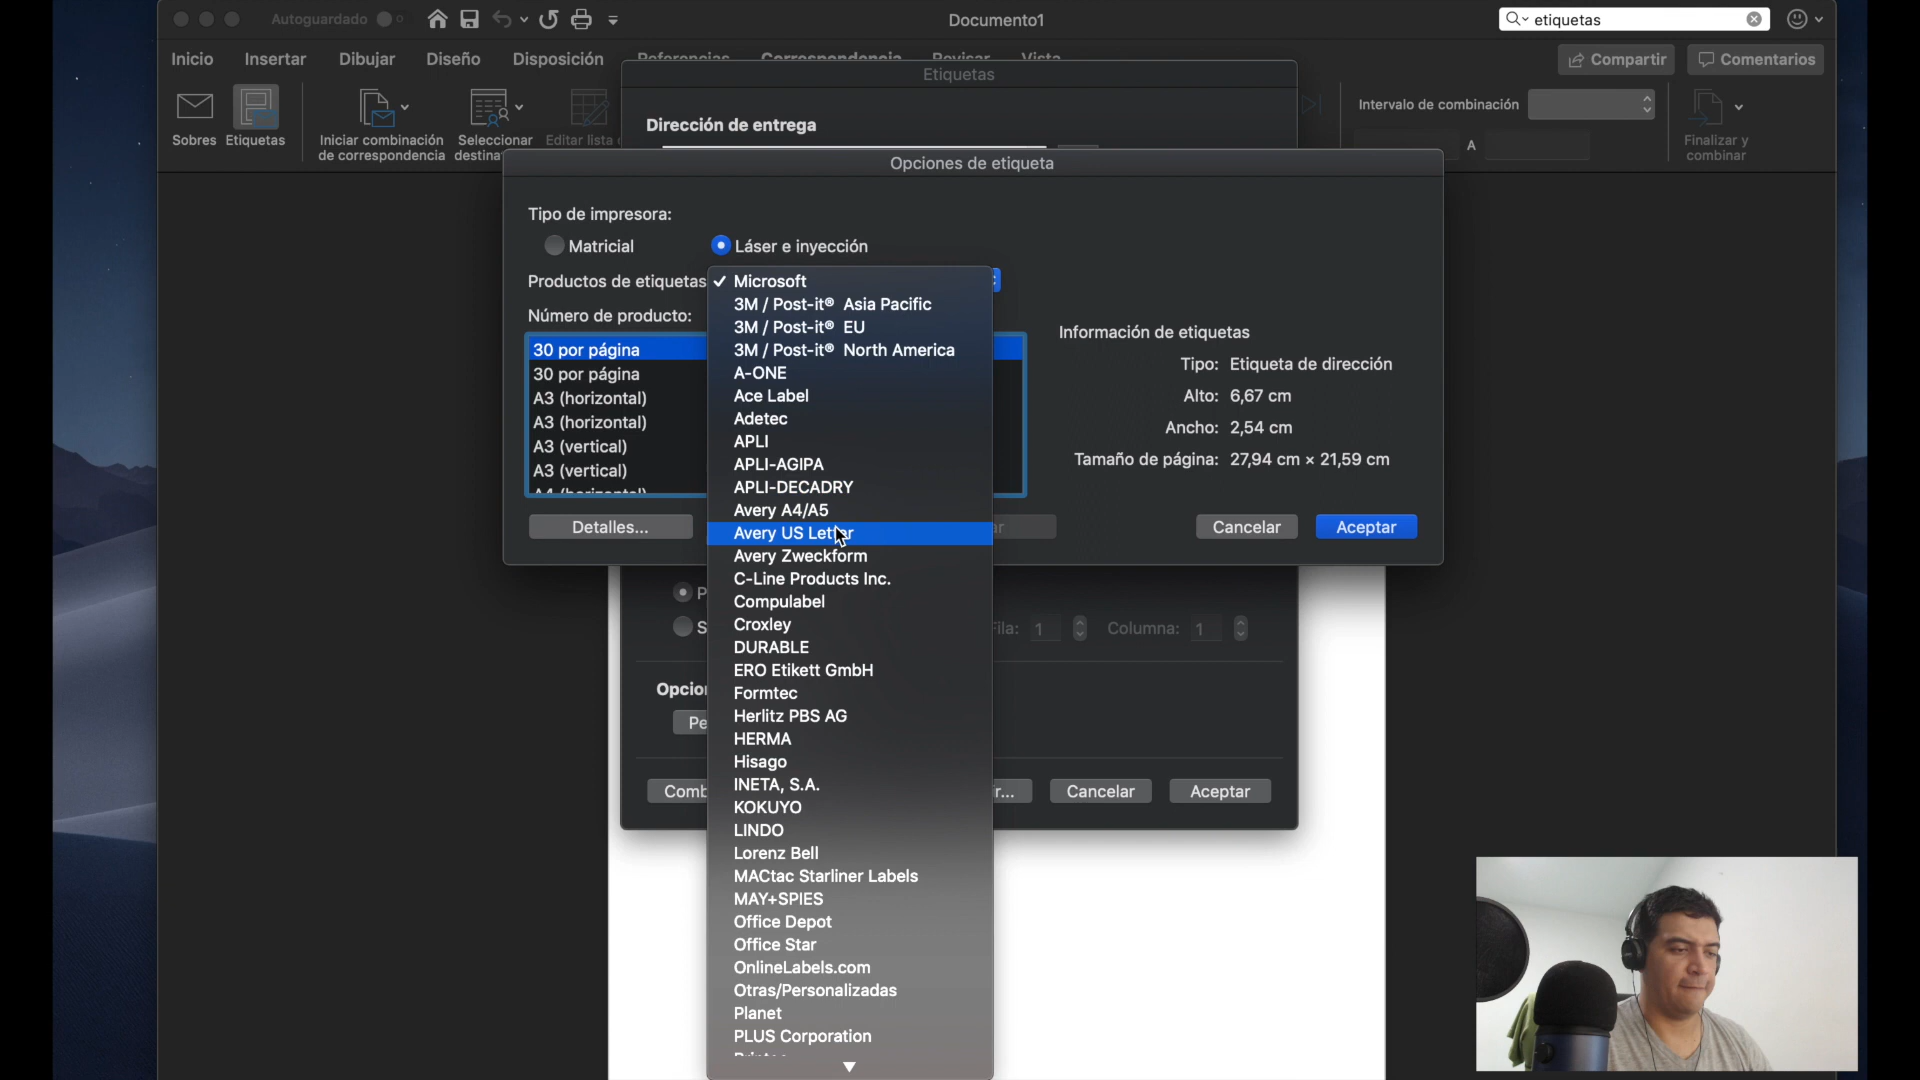 Autoguardado
Documento1
etiquetas
Inicio
Insertar
Dibujar
Diseño
Disposición
Referencias
Correspondencia
Revisar
Vista
Compartir
Comentarios
Etiquetas
Sobres
Etiquetas
Iniciar combinación
de correspondencia
Seleccionar
Editar lista
Dirección de entrega
Intervalo de combinación
A
Finalizar y
combinar
Opciones de etiqueta
Tipo de impresora:
Matricial
Láser e inyección
Productos de etiquetas
Número de producto:
30 por página
30 por página
A3 (horizontal)
A3 (horizontal)
A3 (vertical)
A3 (vertical)
A4 (horizontal)
Microsoft
3M / Post-it® Asia Pacific
3M / Post-it® EU
3M / Post-it® North America
A-ONE
Ace Label
Adetec
APLI
APLI-AGIPA
APLI-DECADRY
Avery A4/A5
Avery US Letter
Avery Zweckform
C-Line Products Inc.
Compulabel
Croxley
DURABLE
ERO Etikett GmbH
Formtec
Herlitz PBS AG
HERMA
Hisago
INETA, S.A.
KOKUYO
LINDO
Lorenz Bell
MACtac Starliner Labels
MAY+SPIES
Office Depot
Office Star
OnlineLabels.com
Otras/Personalizadas
Planet
PLUS Corporation
Información de etiquetas
Tipo: Etiqueta de dirección
Alto: 6,67 cm
Ancho: 2,54 cm
Tamaño de página: 27,94 cm × 21,59 cm
Detalles...
Cancelar
Aceptar
Fila: 1
Columna: 1
Cancelar
Aceptar